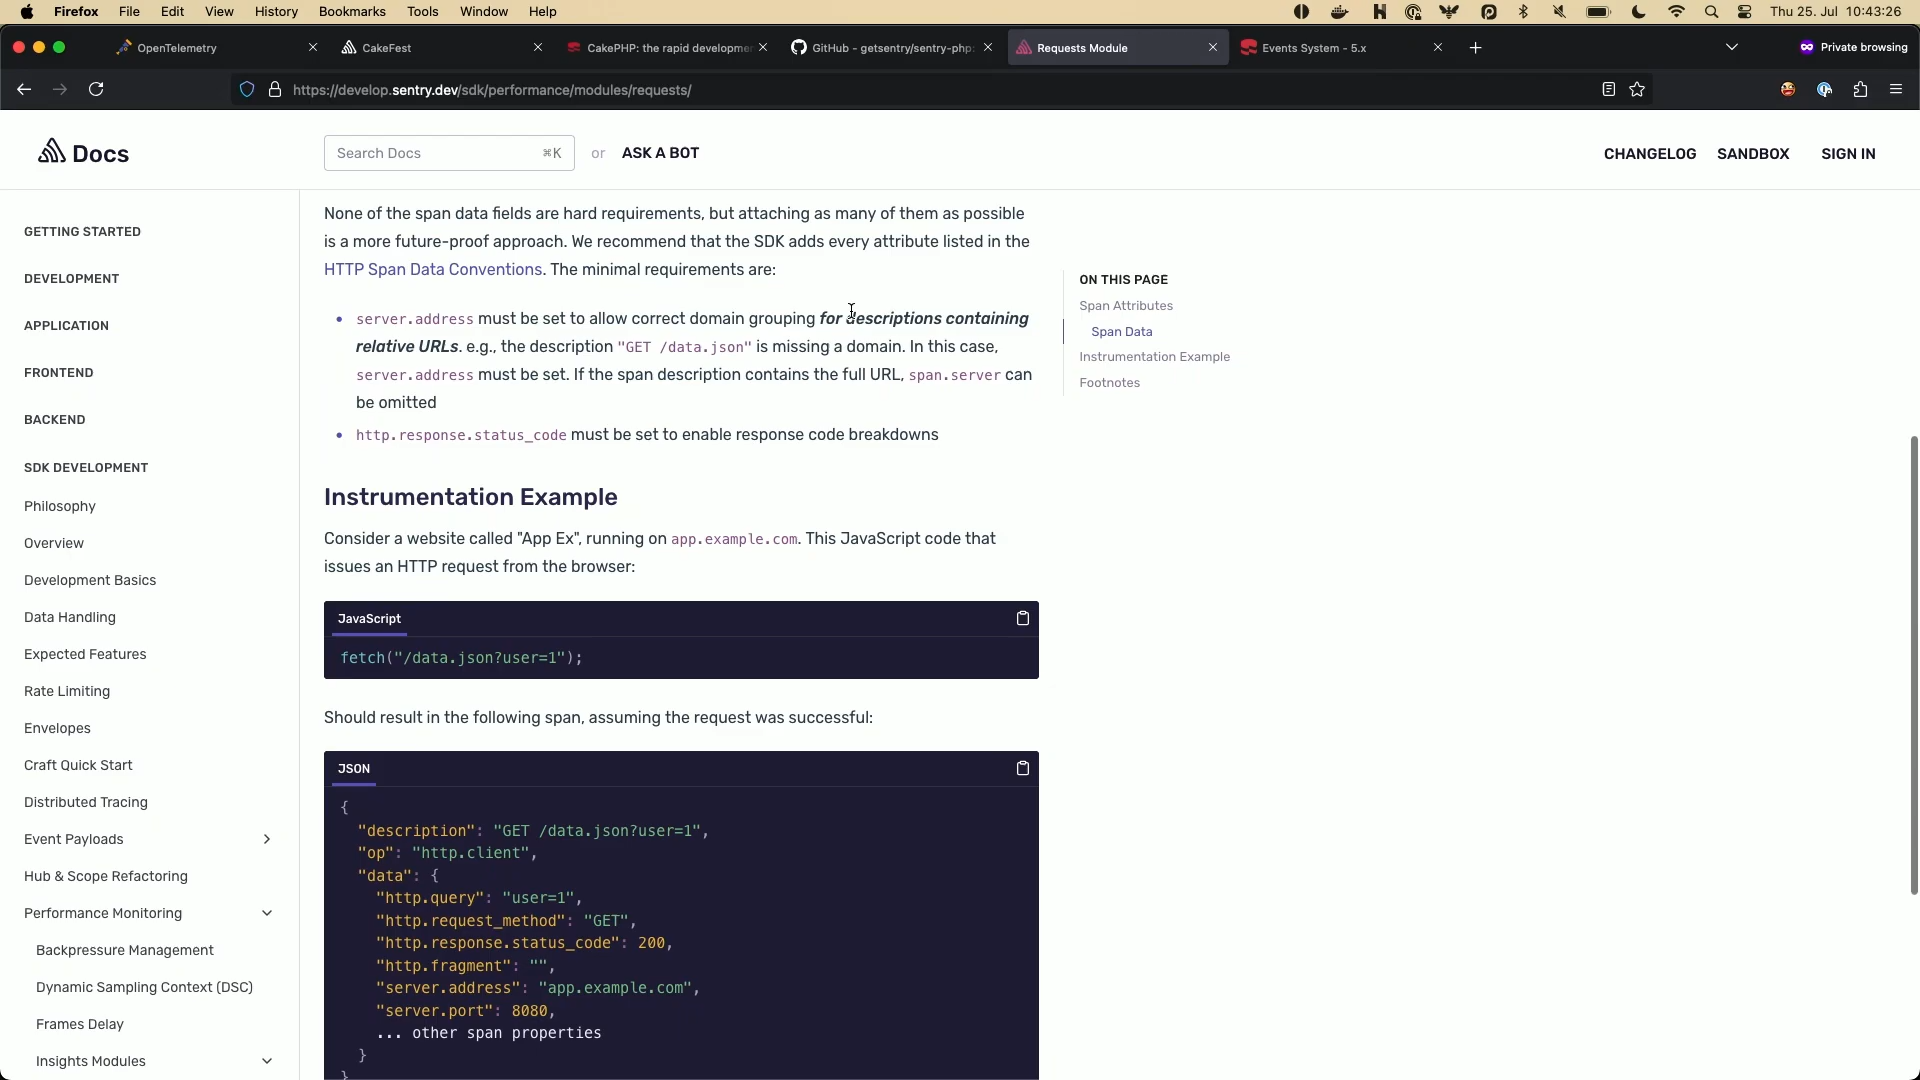 Firefox File Edit View History Bookmarks Tools Window Help
Thu 25. Jul 10:43:26
OpenTelemetry
CakeFest
CakePHP: the rapid developmen
GitHub - getsentry/sentry-php:
Requests Module
Events System - 5.x
Private browsing
https://develop.sentry.dev/sdk/performance/modules/requests/
Docs
Search Docs
⌘K
or
ASK A BOT
CHANGELOG
SANDBOX
SIGN IN
GETTING STARTED
DEVELOPMENT
APPLICATION
FRONTEND
BACKEND
SDK DEVELOPMENT
Philosophy
Overview
Development Basics
Data Handling
Expected Features
Rate Limiting
Envelopes
Craft Quick Start
Distributed Tracing
Event Payloads
Hub & Scope Refactoring
Performance Monitoring
Backpressure Management
Dynamic Sampling Context (DSC)
Frames Delay
Insights Modules
None of the span data fields are hard requirements, but attaching as many of them as possible
is a more future-proof approach. We recommend that the SDK adds every attribute listed in the
HTTP Span Data Conventions. The minimal requirements are:
• server.address must be set to allow correct domain grouping for descriptions containing
relative URLs. e.g., the description "GET /data.json" is missing a domain. In this case,
server.address must be set. If the span description contains the full URL, span.server can
be omitted
• http.response.status_code must be set to enable response code breakdowns
Instrumentation Example
Consider a website called "App Ex", running on app.example.com. This JavaScript code that
issues an HTTP request from the browser:
JavaScript
fetch("/data.json?user=1");
Should result in the following span, assuming the request was successful:
JSON
{
"description": "GET /data.json?user=1",
"op": "http.client",
"data": {
"http.query": "user=1",
"http.request_method": "GET",
"http.response.status_code": 200,
"http.fragment": "",
"server.address": "app.example.com",
"server.port": 8080,
... other span properties
}
}
ON THIS PAGE
Span Attributes
Span Data
Instrumentation Example
Footnotes